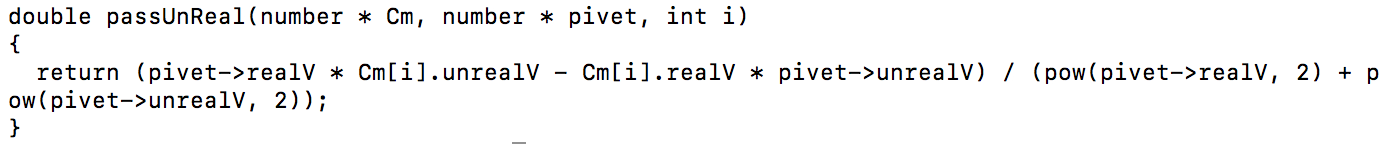 double passUnReal(number * Cm, number * pivet, int i)
{
  return (pivet->realV * Cm[i].unrealV - Cm[i].realV * pivet->unrealV) / (pow(pivet->realV, 2) + p
ow(pivet->unrealV, 2));
}